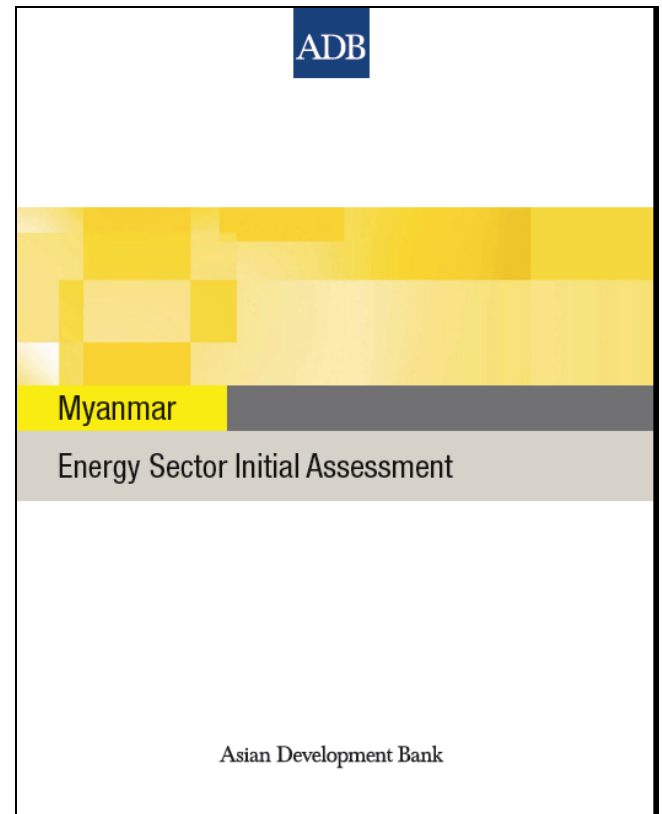 ADB
Myanmar
Energy Sector Initial Assessment
Asian Development Bank